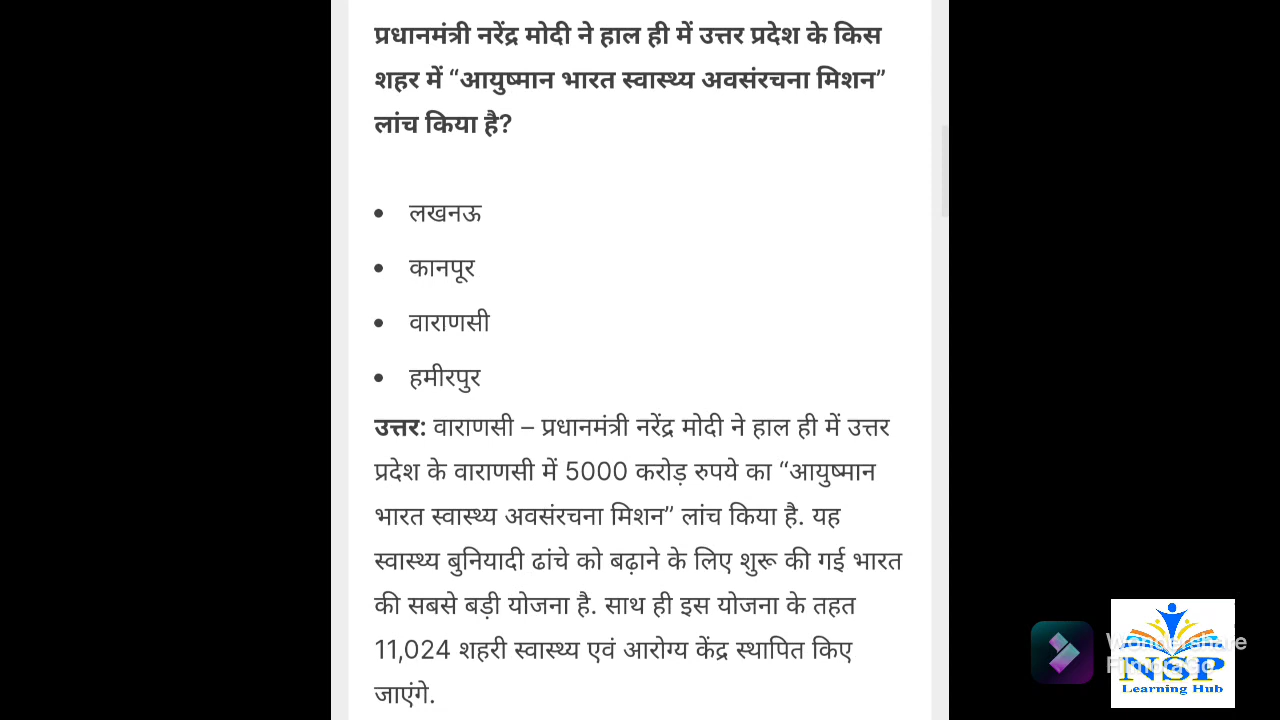 प्रधानमंत्री नरेंद्र मोदी ने हाल ही में उत्तर प्रदेश के किस
शहर में “आयुष्मान भारत स्वास्थ्य अवसंरचना मिशन”
लांच किया है?
लखनऊ
कानपूर
वाराणसी
हमीरपुर
उत्तर: वाराणसी – प्रधानमंत्री नरेंद्र मोदी ने हाल ही में उत्तर
प्रदेश के वाराणसी में 5000 करोड़ रुपये का “आयुष्मान
भारत स्वास्थ्य अवसंरचना मिशन” लांच किया है. यह
स्वास्थ्य बुनियादी ढांचे को बढ़ाने के लिए शुरू की गई भारत
की सबसे बड़ी योजना है. साथ ही इस योजना के तहत
11,024 शहरी स्वास्थ्य एवं आरोग्य केंद्र स्थापित किए
जाएंगे.
Wondershare
NSP
Learning Hub